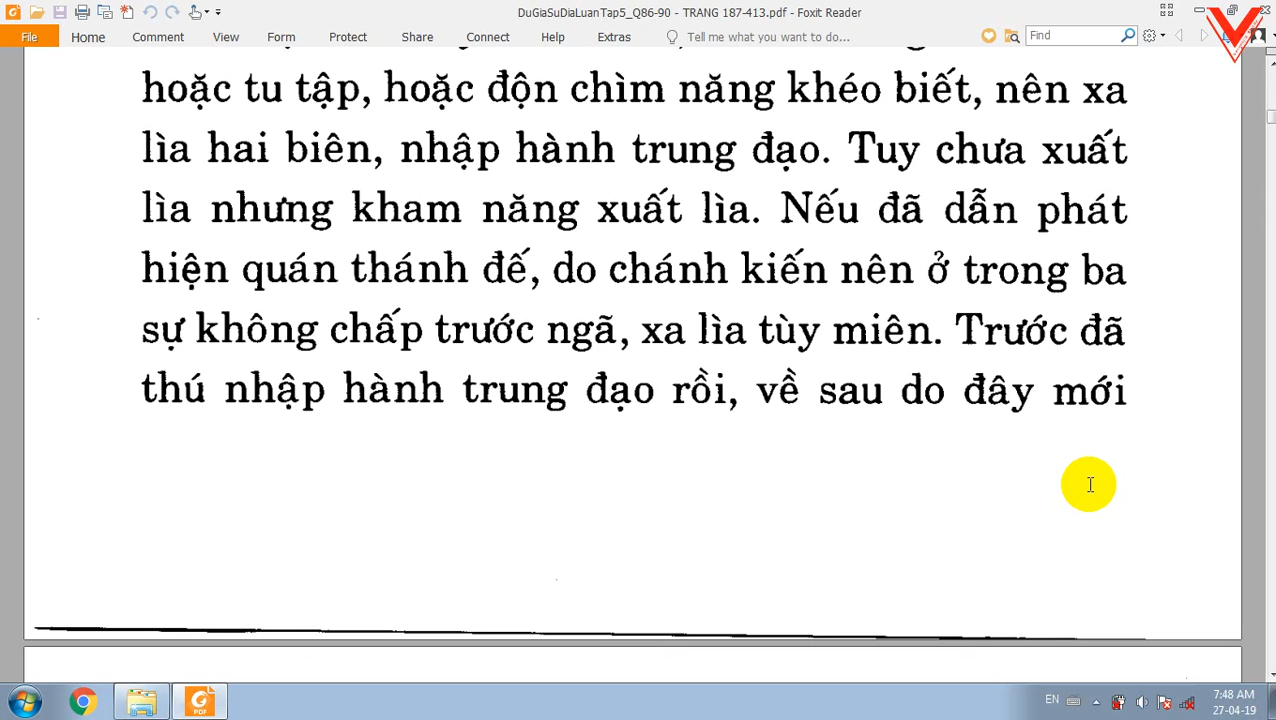 DuGiaSuDiaLuanTap5_Q86-90 - TRANG 187-413.pdf - Foxit Reader
File Home Comment View Form Protect Share Connect Help Extras Tell me what you want to do... Find
hoặc tu tập, hoặc độn chìm năng khéo biết, nên xa
lìa hai biên, nhập hành trung đạo. Tuy chưa xuất
lìa nhưng kham năng xuất lìa. Nếu đã dẫn phát
hiện quán thánh đế, do chánh kiến nên ở trong ba
sự không chấp trước ngã, xa lìa tùy miên. Trước đã
thú nhập hành trung đạo rồi, về sau do đây mới
PDF
EN
7:48 AM
27-04-19